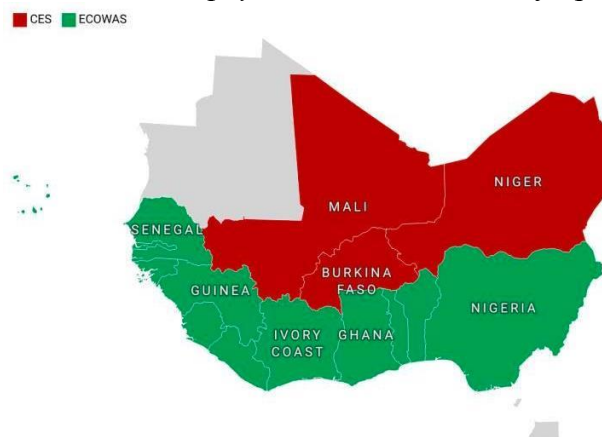 CES ECOWAS
MALI
NIGER
SENEGAL
BURKINA
FASO
GUINEA
NIGERIA
IVORY
COAST
GHANA